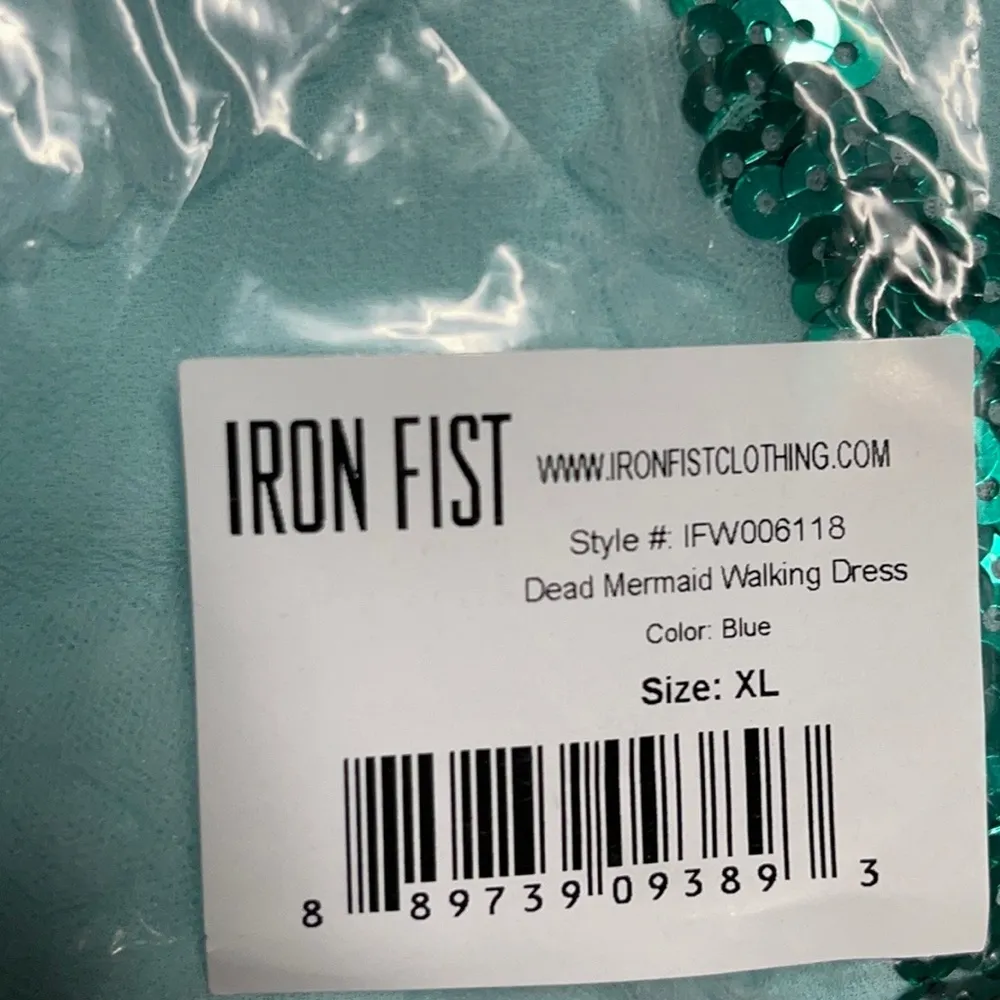 IRON FIST
WWW.IRONFISTCLOTHING.COM
Style #: IFW006118
Dead Mermaid Walking Dress
Color: Blue
Size: XL
8 89739 09389 3